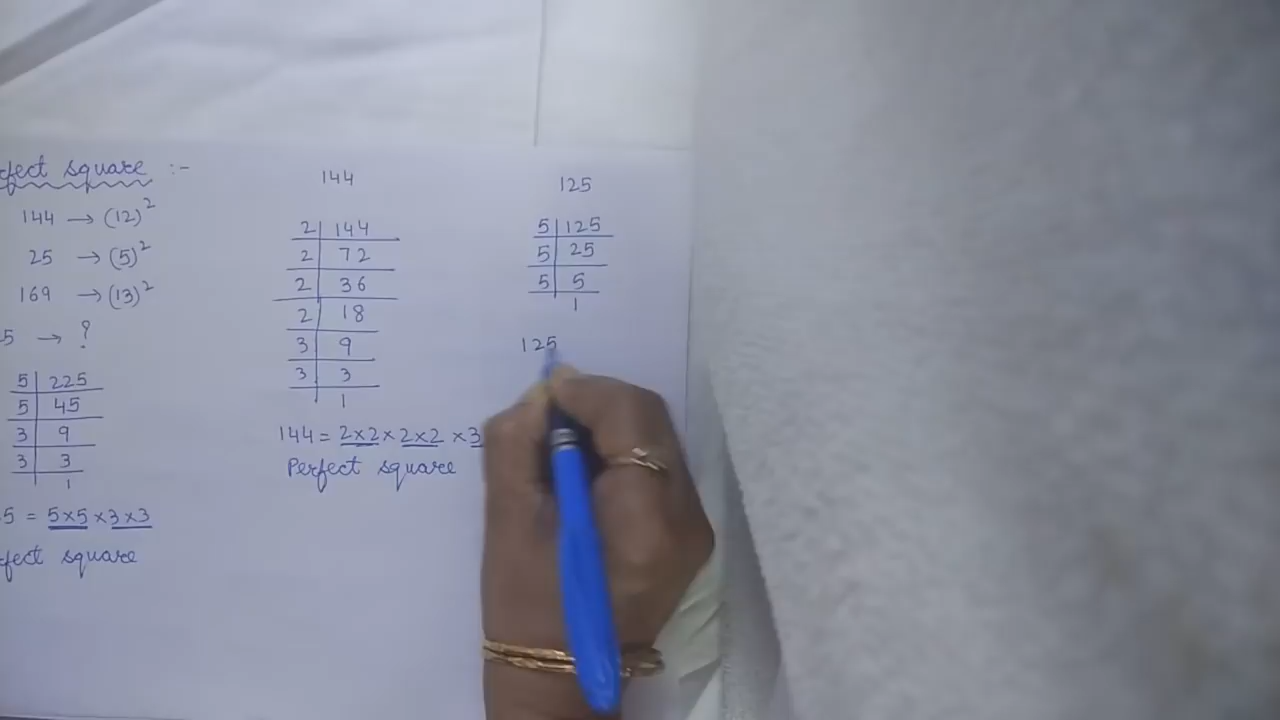 fect square :-
144 → (12)²
25 → (5)²
169 → (13)²
5 → ?
5 | 225
5 | 45
3 | 9
3 | 3
1
5 = 5×5×3×3
fect square
144
2 | 144
2 | 72
2 | 36
2 | 18
3 | 9
3 | 3
1
144 = 2×2×2×2×3
Perfect square
125
5 | 125
5 | 25
5 | 5
1
125